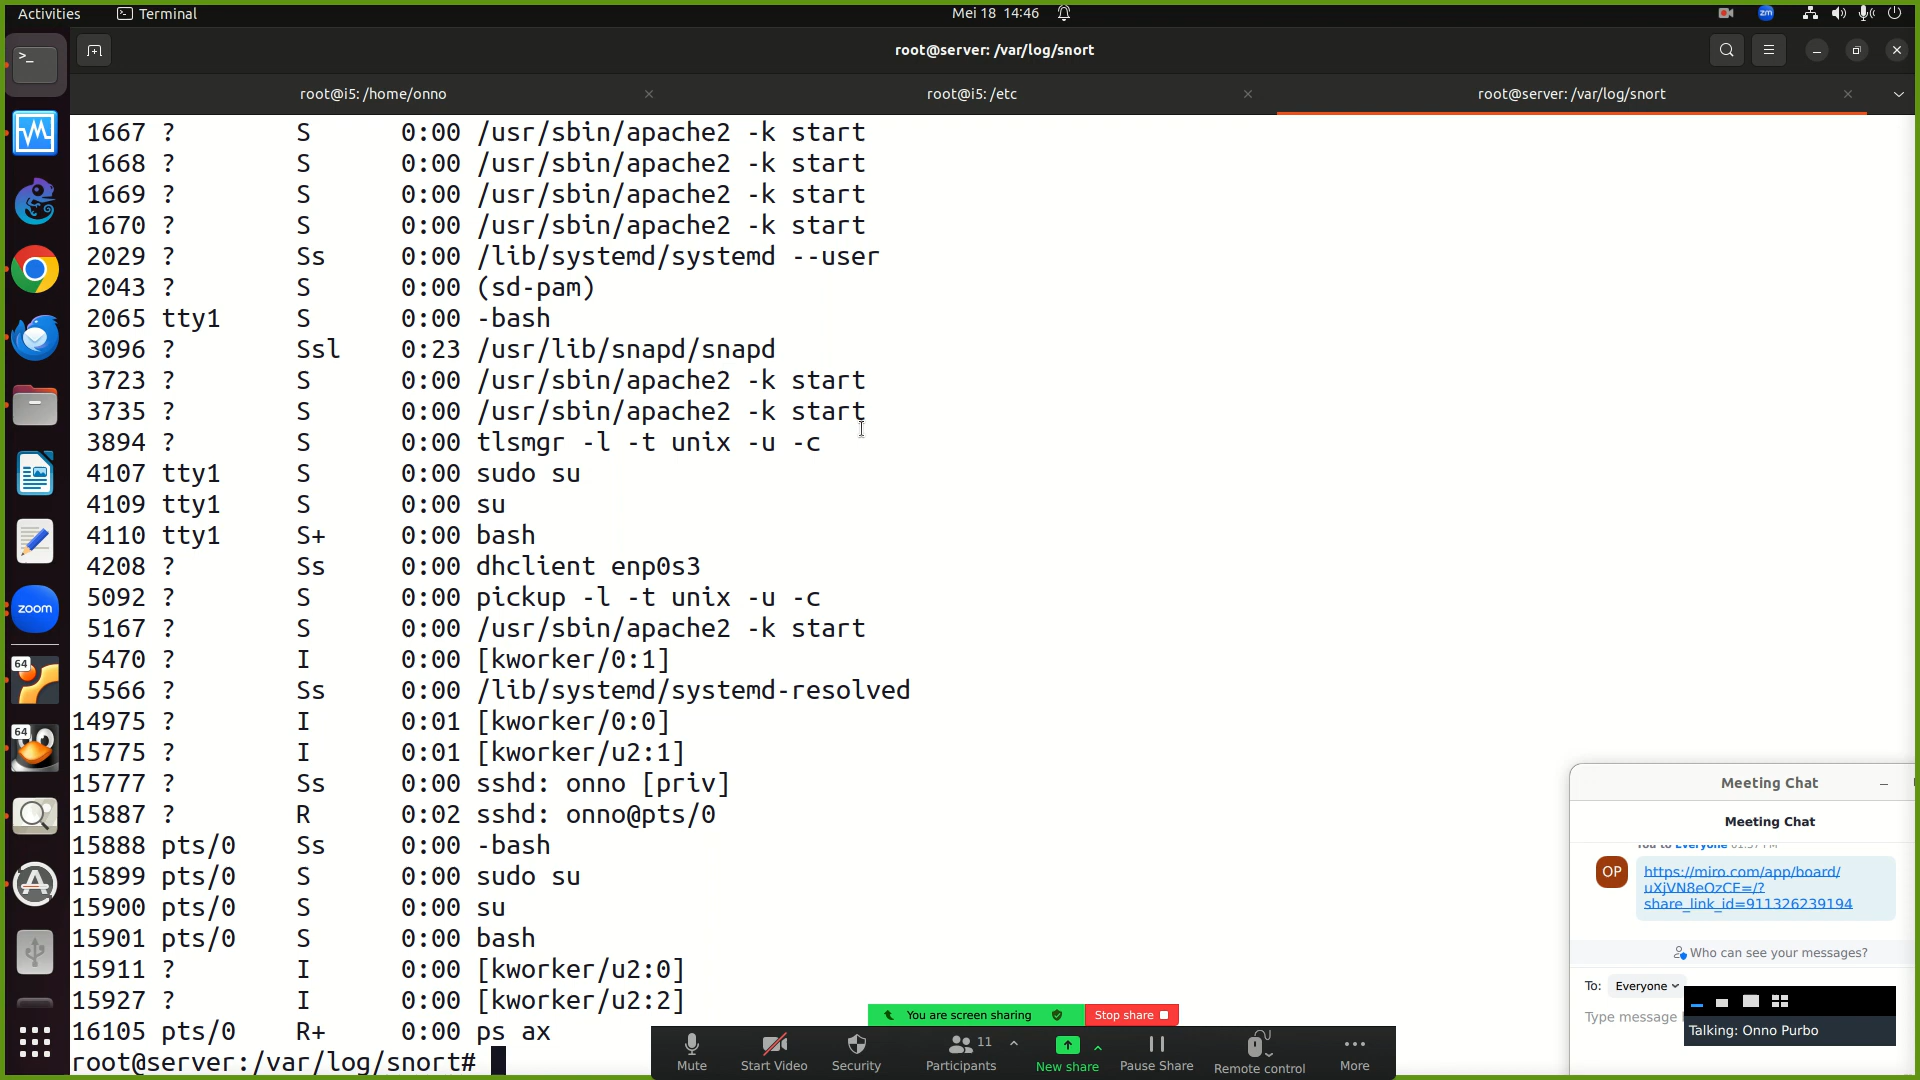 Activities Terminal Mei 18 14:46 zm
root@server: /var/log/snort
root@i5: /home/onno root@i5: /etc root@server: /var/log/snort
1667 ? S 0:00 /usr/sbin/apache2 -k start
1668 ? S 0:00 /usr/sbin/apache2 -k start
1669 ? S 0:00 /usr/sbin/apache2 -k start
1670 ? S 0:00 /usr/sbin/apache2 -k start
2029 ? Ss 0:00 /lib/systemd/systemd --user
2043 ? S 0:00 (sd-pam)
2065 tty1 S 0:00 -bash
3096 ? Ssl 0:23 /usr/lib/snapd/snapd
3723 ? S 0:00 /usr/sbin/apache2 -k start
3735 ? S 0:00 /usr/sbin/apache2 -k start
3894 ? S 0:00 tlsmgr -l -t unix -u -c
4107 tty1 S 0:00 sudo su
4109 tty1 S 0:00 su
4110 tty1 S+ 0:00 bash
4208 ? Ss 0:00 dhclient enp0s3
5092 ? S 0:00 pickup -l -t unix -u -c
5167 ? S 0:00 /usr/sbin/apache2 -k start
5470 ? I 0:00 [kworker/0:1]
5566 ? Ss 0:00 /lib/systemd/systemd-resolved
14975 ? I 0:01 [kworker/0:0]
15775 ? I 0:01 [kworker/u2:1]
15777 ? Ss 0:00 sshd: onno [priv]
15887 ? R 0:02 sshd: onno@pts/0
15888 pts/0 Ss 0:00 -bash
15899 pts/0 S 0:00 sudo su
15900 pts/0 S 0:00 su
15901 pts/0 S 0:00 bash
15911 ? I 0:00 [kworker/u2:0]
15927 ? I 0:00 [kworker/u2:2]
16105 pts/0 R+ 0:00 ps ax
root@server:/var/log/snort#
zoom
64
64
Meeting Chat
Meeting Chat
OP
https://miro.com/app/board/
uXjVN8eOzCE=/?
share_link_id=911326239194
Who can see your messages?
To: Everyone
Type message
Talking: Onno Purbo
You are screen sharing Stop share
Mute Start Video Security Participants 11 New share Pause Share Remote control More